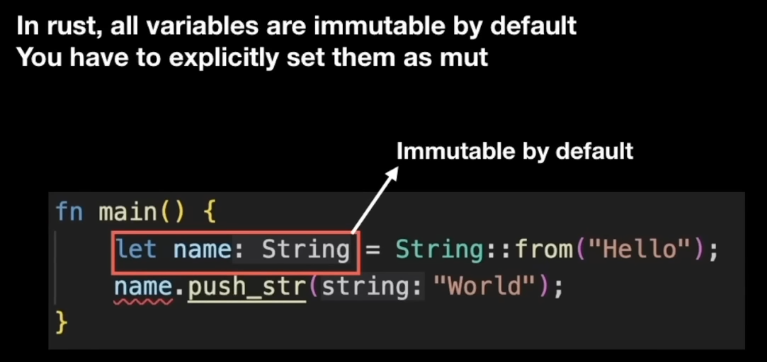 In rust, all variables are immutable by default
You have to explicitly set them as mut
Immutable by default
fn main() {
let name: String = String::from("Hello");
name.push_str(string: "World");
}